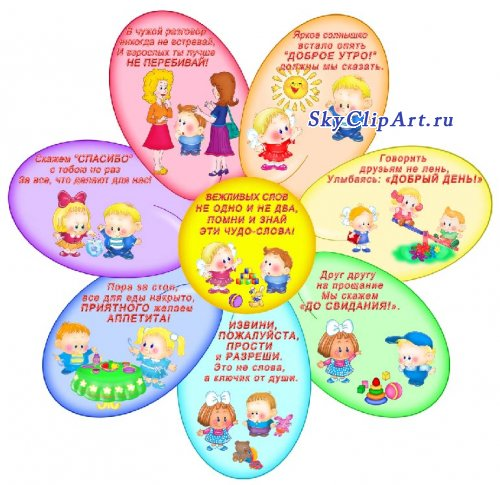 В чужой разговор
никогда не встревай,
И взрослых ты лучше
НЕ ПЕРЕБИВАЙ!
Яркое солнышко
встало опять
"ДОБРОЕ УТРО!"
должны мы сказать.
SkyClipArt.ru
Скажем "СПАСИБО"
с тобою не раз
За все, что делают для нас!
ВЕЖЛИВЫХ СЛОВ
НЕ ОДНО И НЕ ДВА,
ПОМНИ И ЗНАЙ
ЭТИ ЧУДО-СЛОВА!
Говорить
друзьям не лень,
Улыбаясь: «ДОБРЫЙ ДЕНЬ!»
Пора за стол,
все для еды накрыто,
ПРИЯТНОГО желаем
АППЕТИТА!
ИЗВИНИ,
ПОЖАЛУЙСТА,
ПРОСТИ
и РАЗРЕШИ.
Это не слова,
а ключик от души.
Друг другу
на прощание
Мы скажем
«ДО СВИДАНИЯ!».